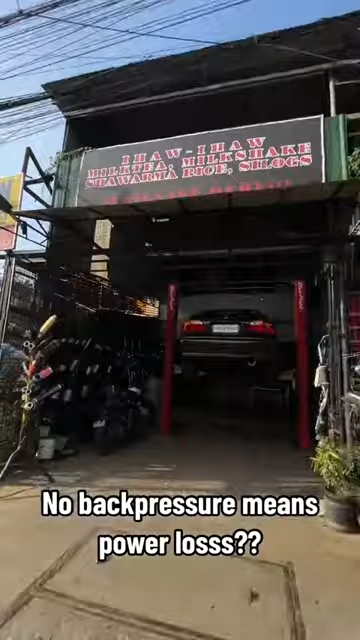 IHAW-IHAW
MILKTEA, MILKSHAKE
SHAWARMA RICE, SILOGS
No backpressure means
power losss??